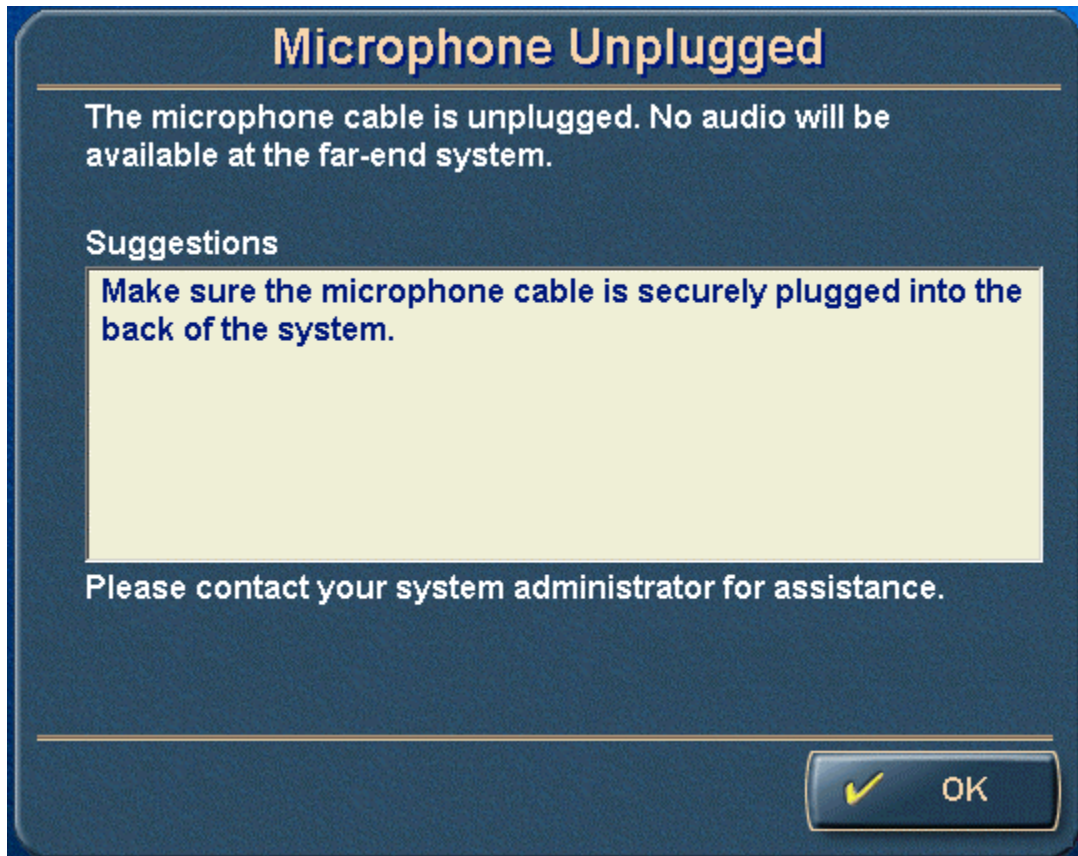 Microphone Unplugged
The microphone cable is unplugged. No audio will be
available at the far-end system.
Suggestions
Make sure the microphone cable is securely plugged into the
back of the system.
Please contact your system administrator for assistance.
OK